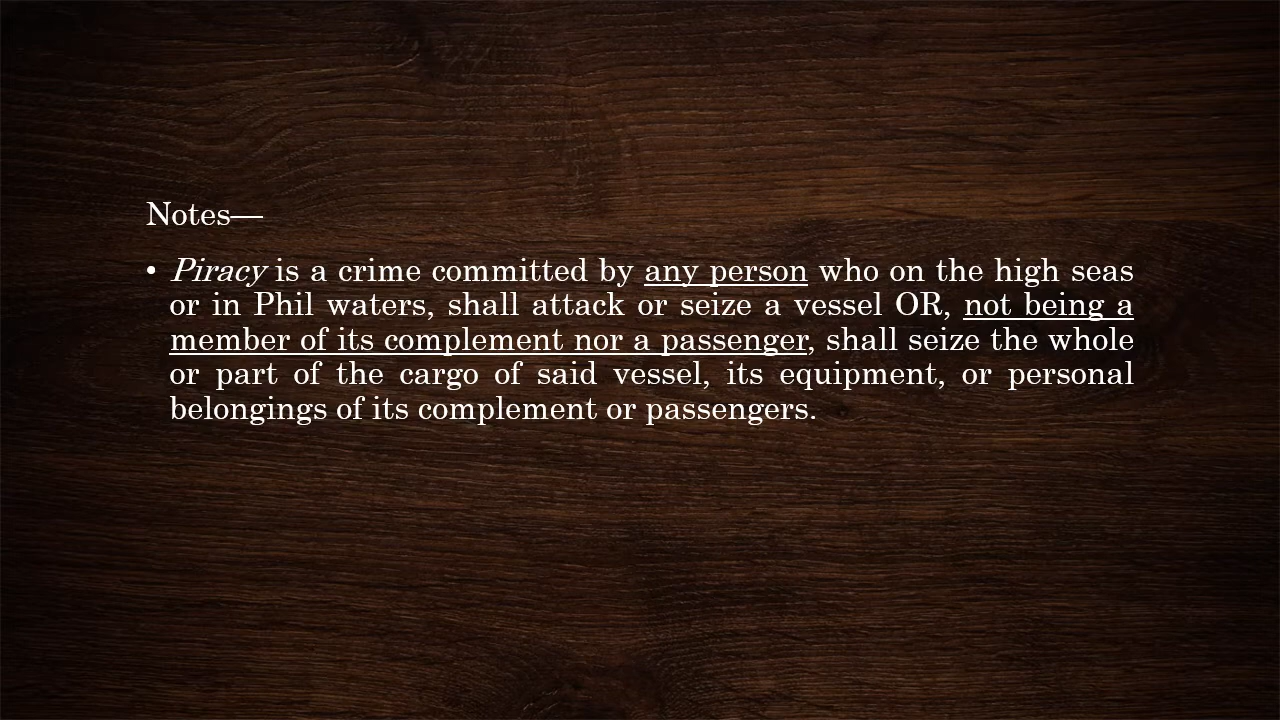 Notes—
• Piracy is a crime committed by any person who on the high seas
or in Phil waters, shall attack or seize a vessel OR, not being a
member of its complement nor a passenger, shall seize the whole
or part of the cargo of said vessel, its equipment, or personal
belongings of its complement or passengers.